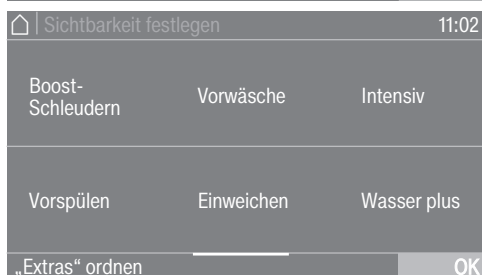 Sichtbarkeit festlegen 11:02
Boost-
Schleudern Vorwäsche Intensiv
Vorspülen Einweichen Wasser plus
„Extras“ ordnen OK